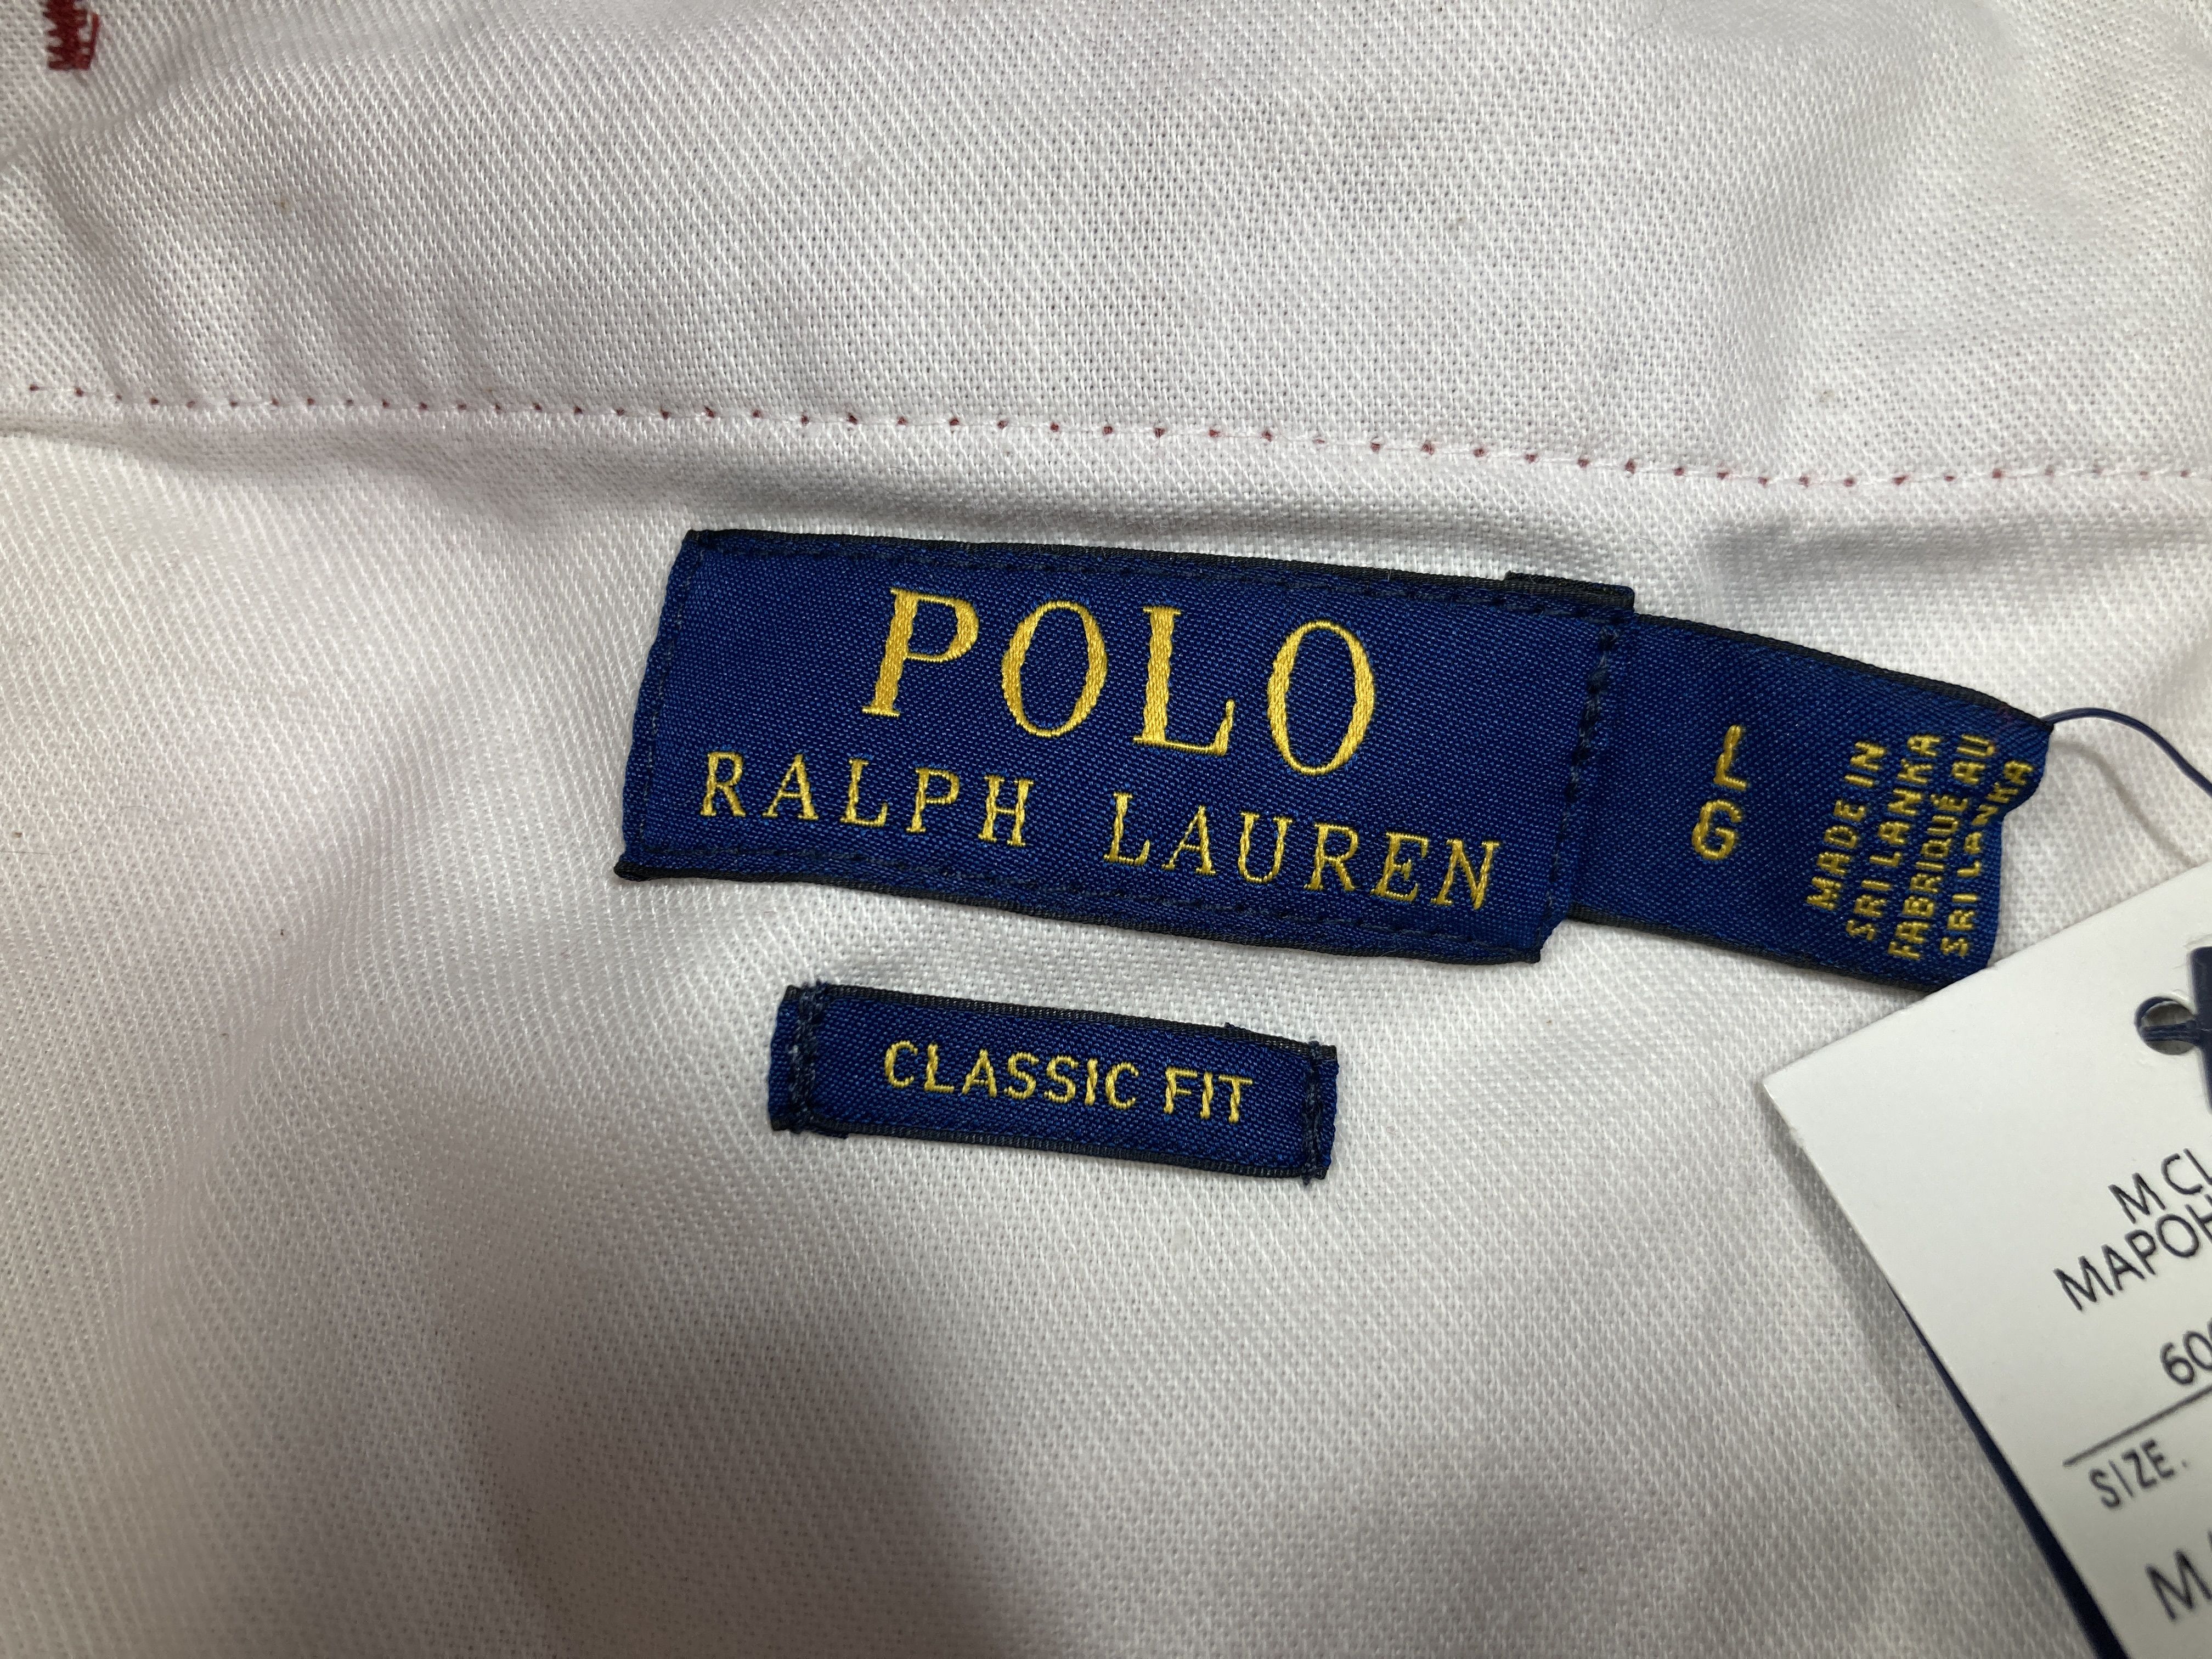 POLO
RALPH LAUREN
L
G
MADE IN
SRI LANKA
FABRIQUÉ AU
SRI LANKA
CLASSIC FIT
M
SIZE.